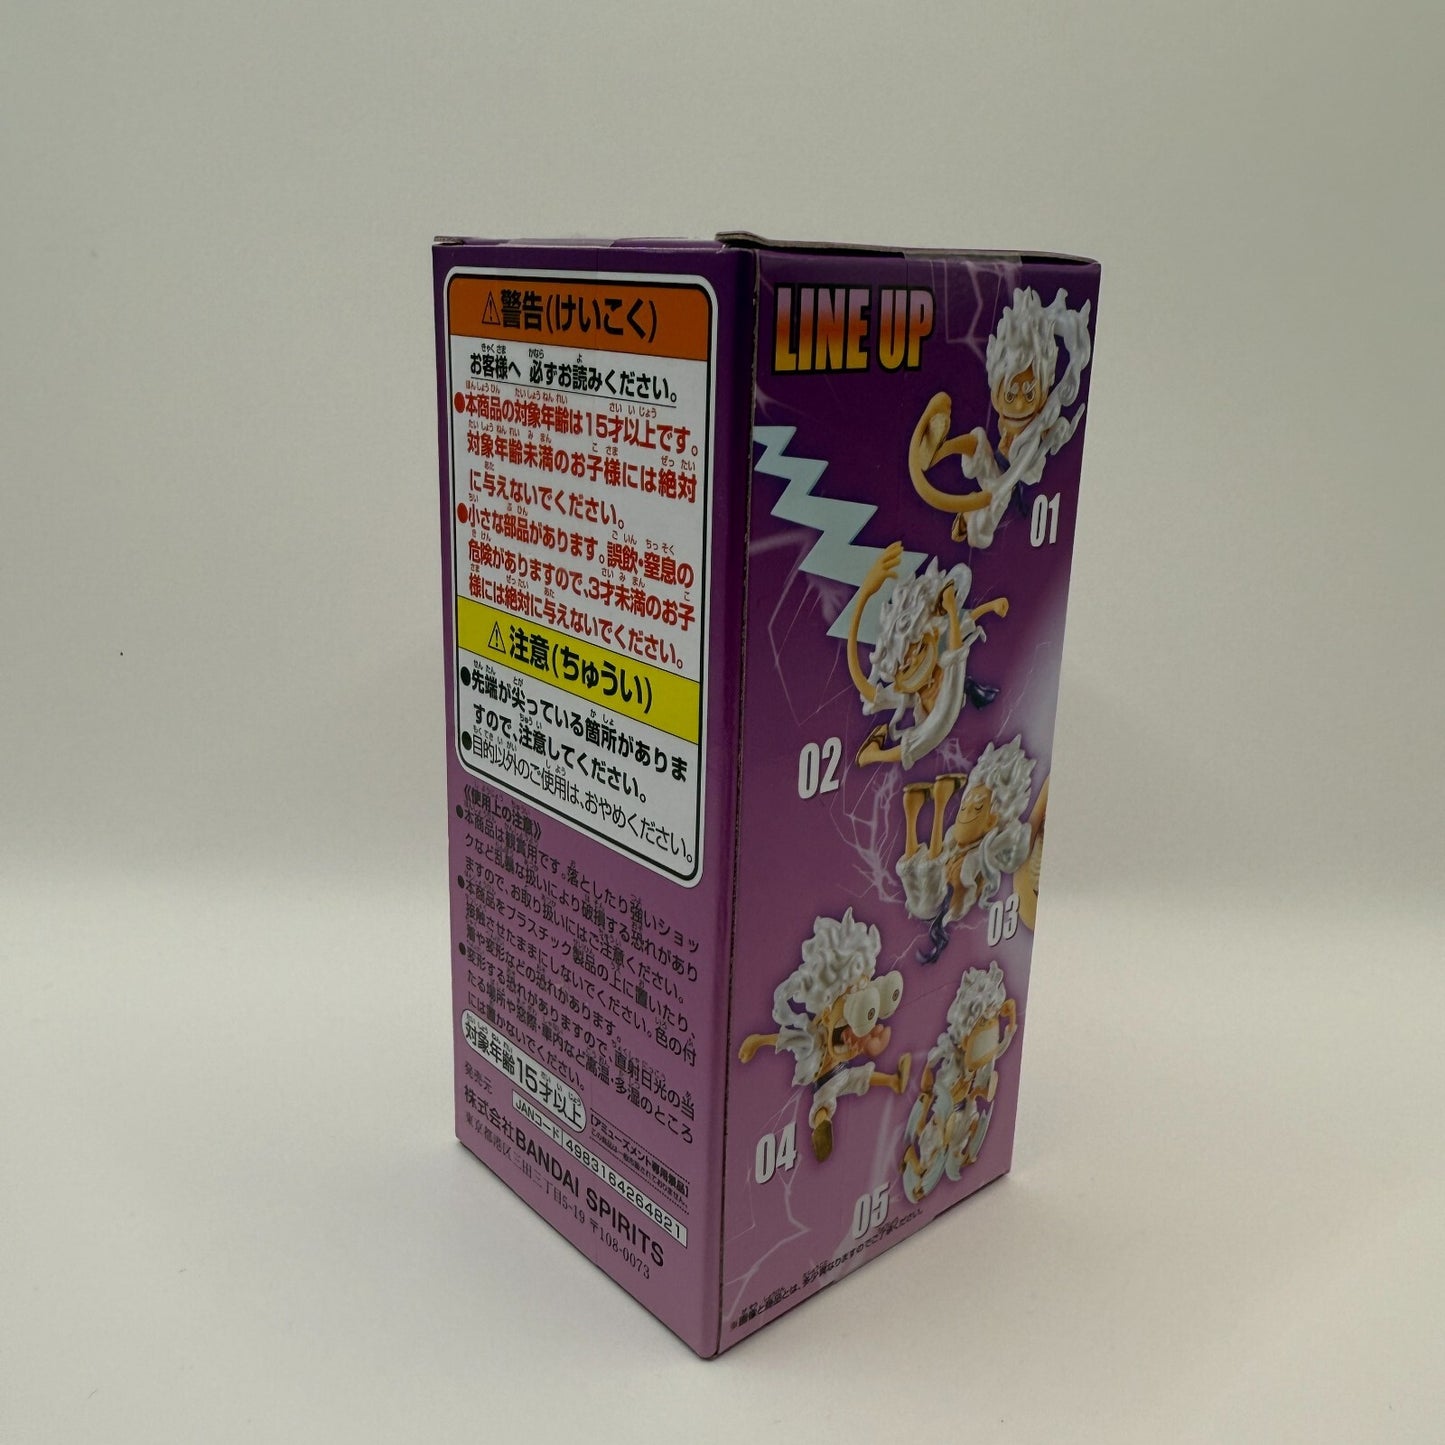 ⚠警告(けいこく)
お客様へ 必ずお読みください。
●本商品の対象年齢は15才以上です。
対象年齢未満のお子様には絶対
に与えないでください。
●小さな部品があります。誤飲・窒息の
危険がありますので、3才未満のお子
様には絶対に与えないでください。
⚠注意(ちゅうい)
●先端が尖っている箇所がありま
すので、注意してください。
●目的以外のご使用は、おやめください。
《使用上の注意》
●本商品は観賞用です。落としたり強いショッ
クなど乱暴な扱いにより破損する恐れがあり
ますので、お取り扱いにはご注意ください。
●本商品をプラスチック製品の上に置いたり、
接触させたままにしないでください。色の付
着や変形などの恐れがあります。
●変形する恐れがありますので、直射日光の当
たる場所や窓際・車内など高温・多湿のところ
には置かないでください。
対象年齢15才以上
[アミューズメント専用景品]
JANコード 4983164264821
発売元
株式会社BANDAI SPIRITS
東京都港区三田三丁目5-19 〒108-0073
LINE UP
01
02
03
04
05